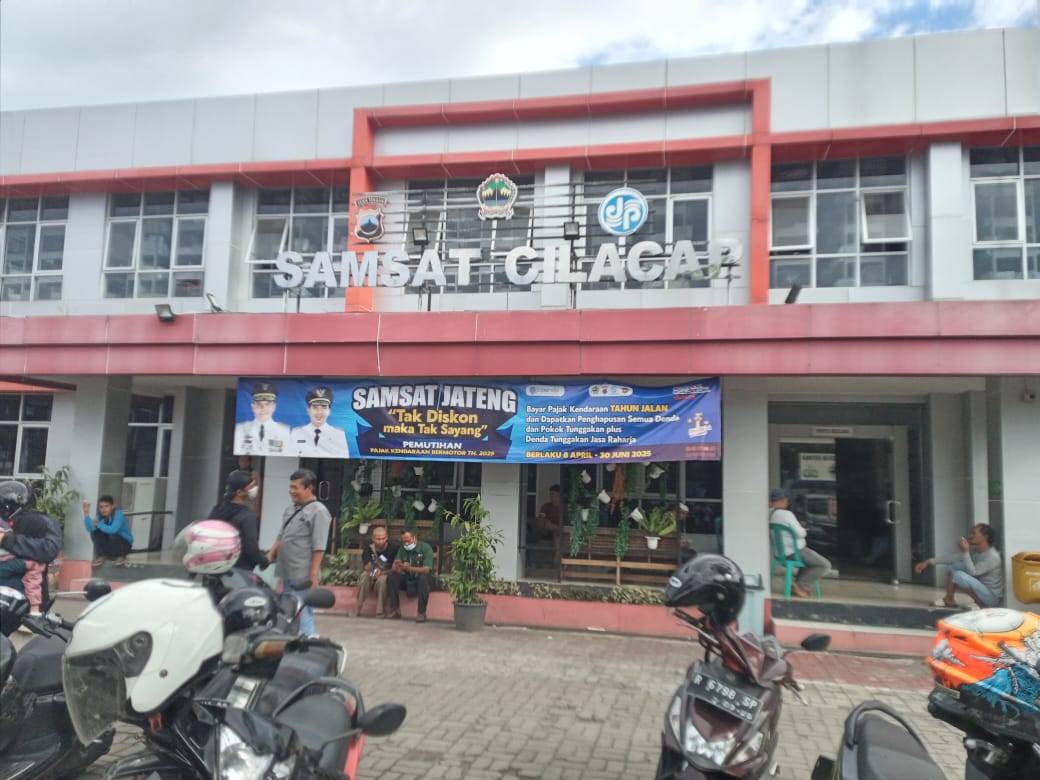 SAMSAT CILACAP
SAMSAT JATENG
"Tak Diskon
maka Tak Sayang"
PEMUTIHAN
PAJAK KENDARAAN BERMOTOR TH. 2025
Bayar Pajak Kendaraan TAHUN JALAN
dan Dapatkan Penghapusan Semua Denda
dan Pokok Tunggakan plus
Denda Tunggakan Jasa Raharja
BERLAKU 8 APRIL - 30 JUNI 2025